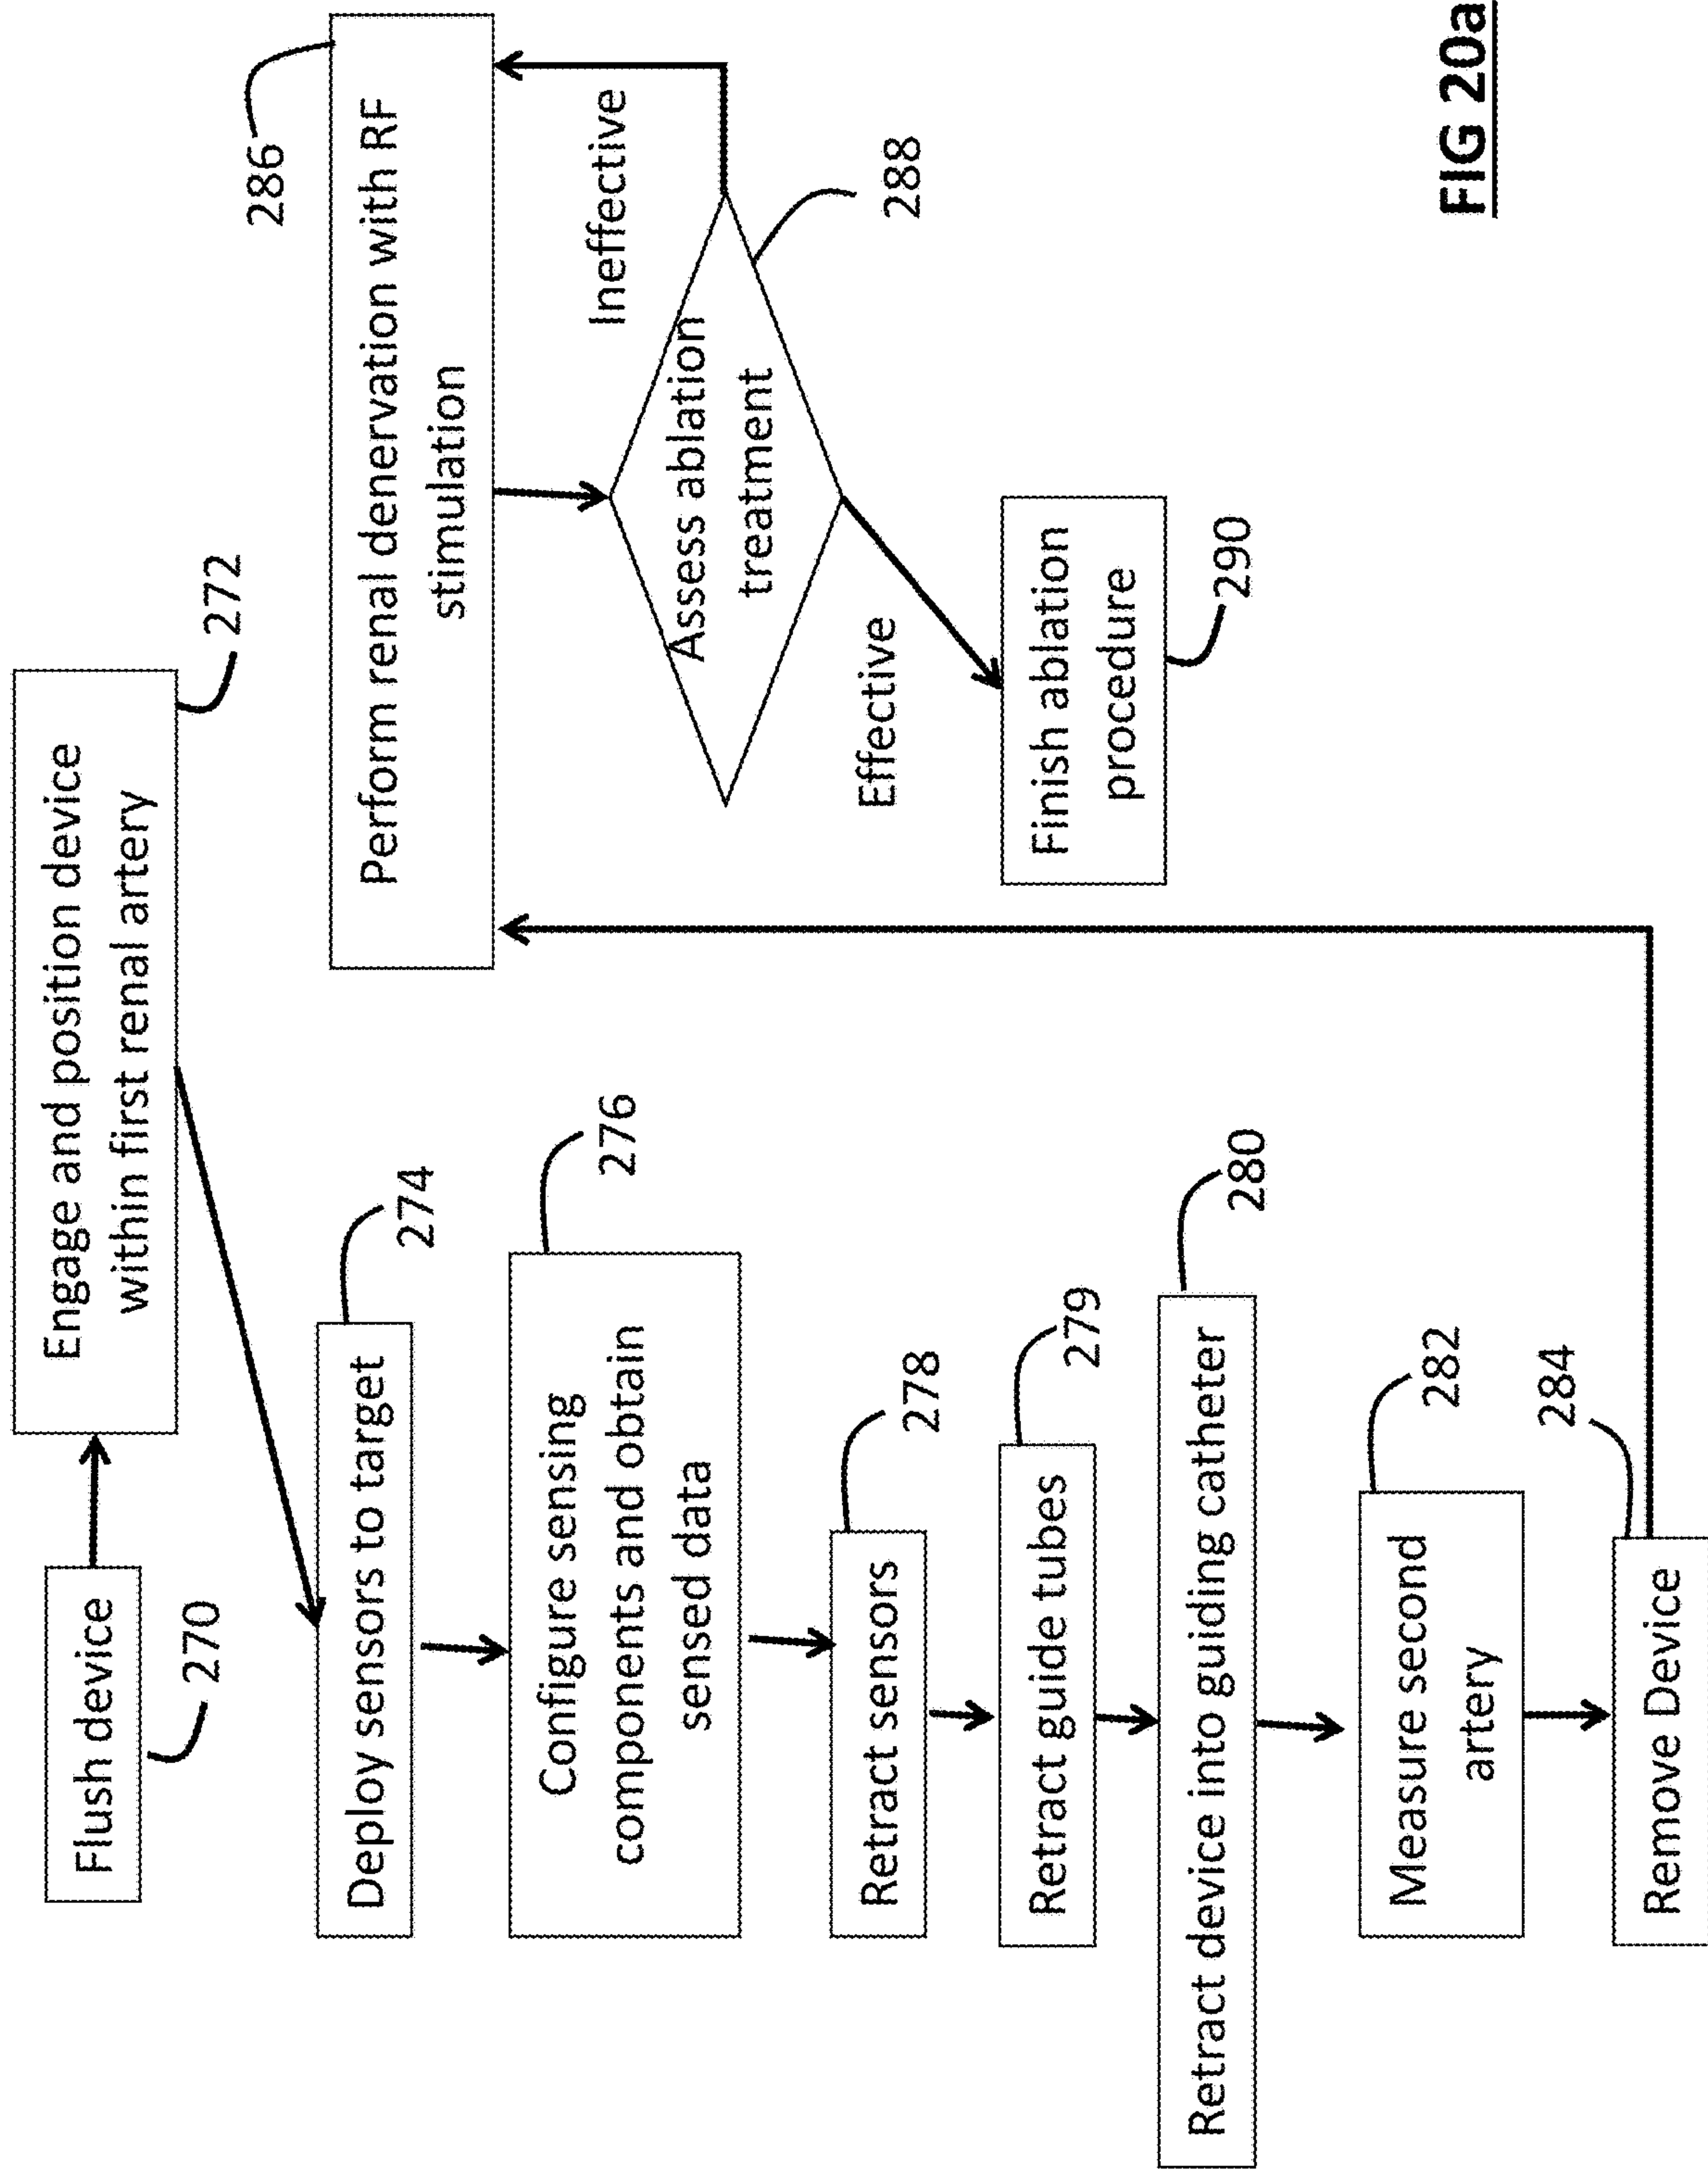 Flush device
270
Engage and position device
within first renal artery
272
Deploy sensors to target
274
Configure sensing
components and obtain
sensed data
276
Retract sensors
278
Retract guide tubes
279
Retract device into guiding catheter
280
Measure second
artery
282
Remove Device
284
Perform renal denervation with RF
stimulation
286
Assess ablation
treatment
288
Ineffective
Effective
Finish ablation
procedure
290
FIG 20a